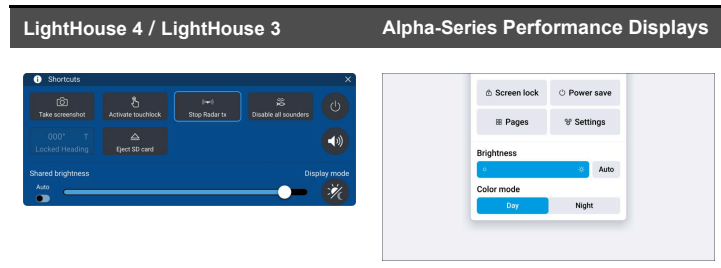 LightHouse 4 / LightHouse 3
Alpha-Series Performance Displays
Shortcuts
Take screenshot
Activate touchlock
Stop Radar tx
Disable all sounders
000° T
Locked Heading
Eject SD card
Shared brightness
Display mode
Auto
Screen lock
Power save
Pages
Settings
Brightness
Auto
Color mode
Day
Night